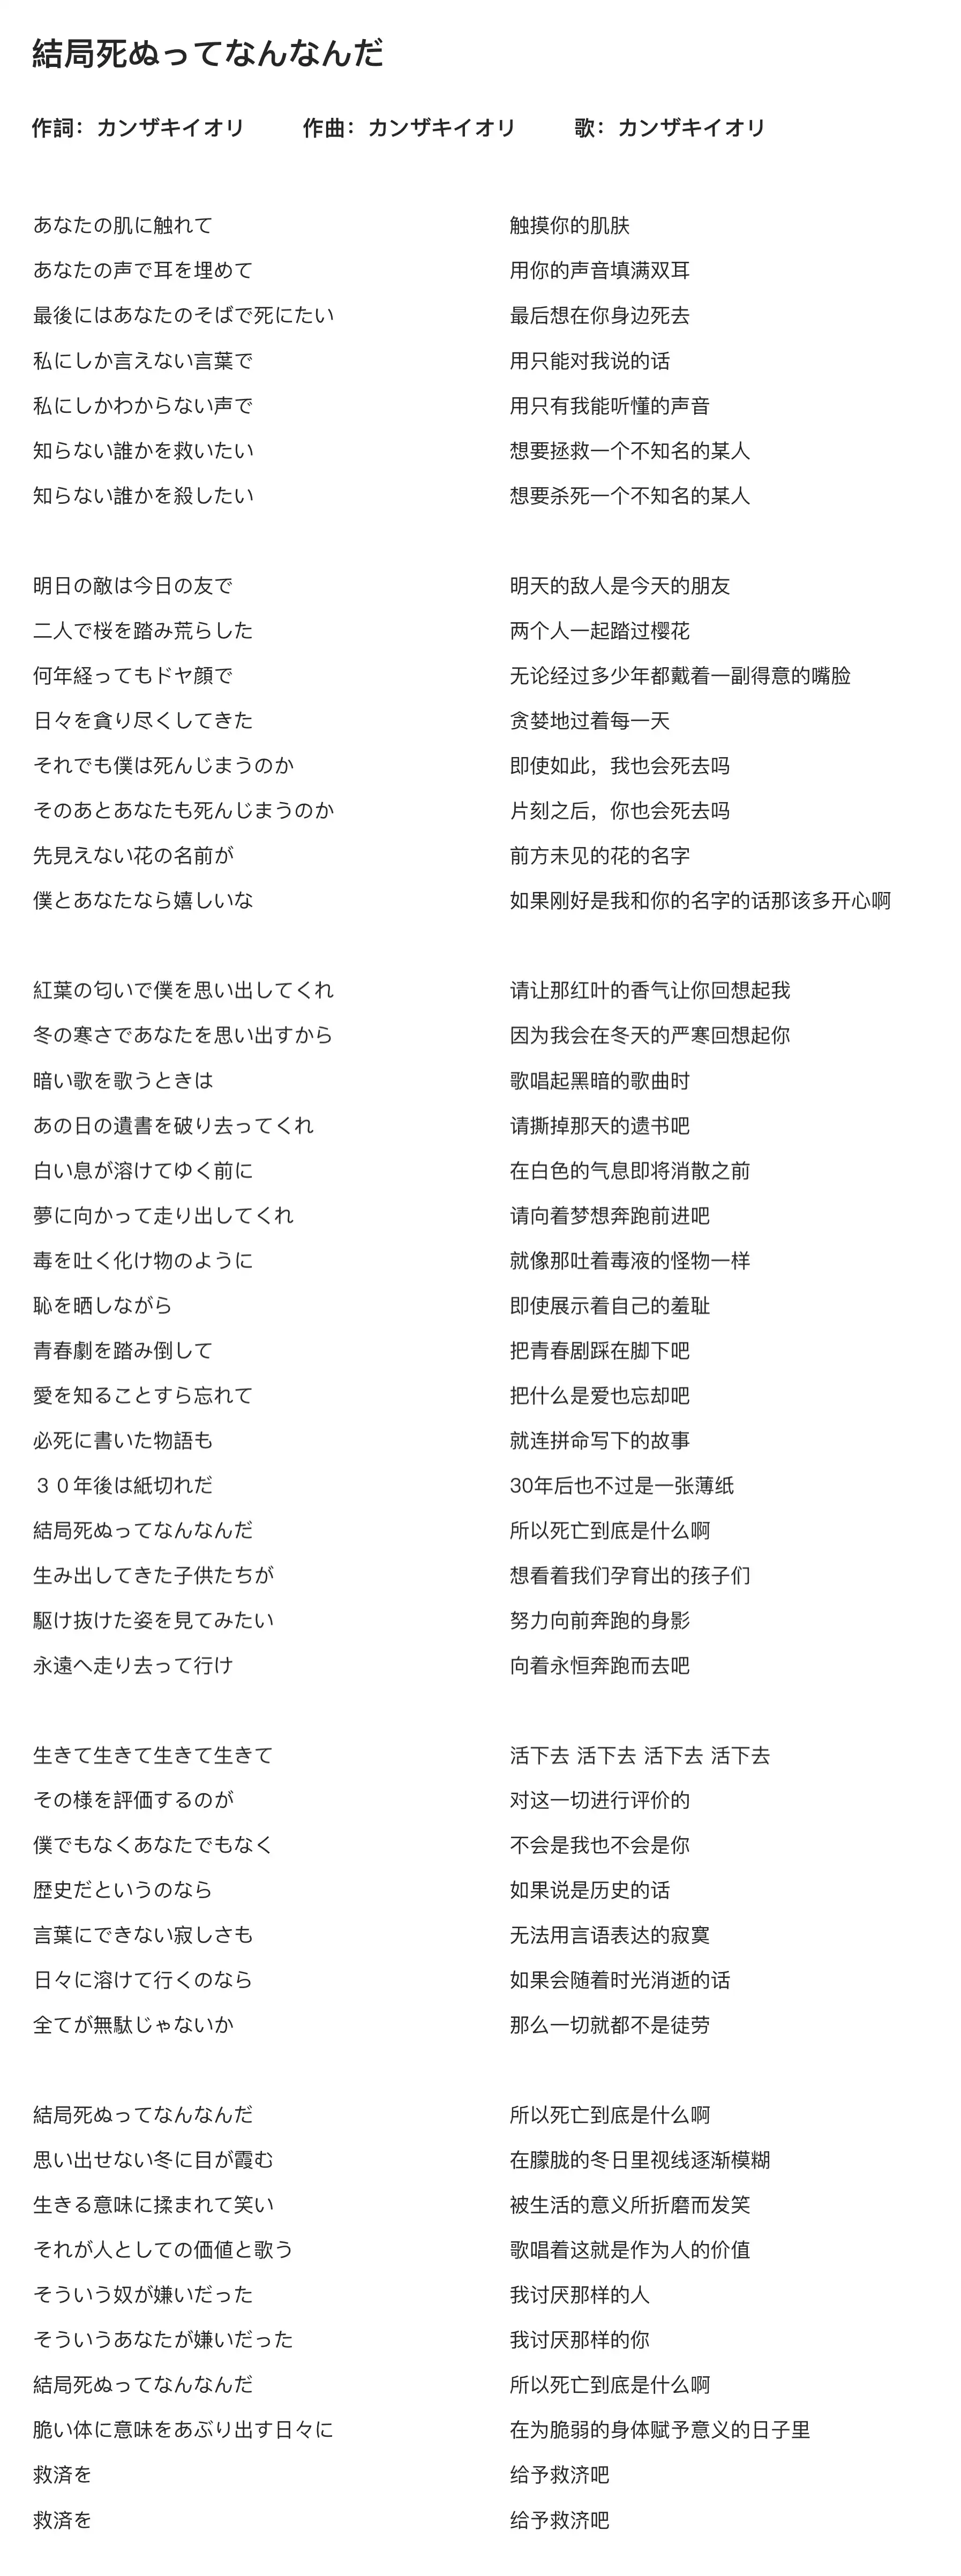 結局死ぬってなんなんだ
作詞：カンザキイオリ 作曲：カンザキイオリ 歌：カンザキイオリ
あなたの肌に触れて 触摸你的肌肤
あなたの声で耳を埋めて 用你的声音填满双耳
最後にはあなたのそばで死にたい 最后想在你身边死去
私にしか言えない言葉で 用只能对我说的话
私にしかわからない声で 用只有我能听懂的声音
知らない誰かを救いたい 想要拯救一个不知名的某人
知らない誰かを殺したい 想要杀死一个不知名的某人
明日の敵は今日の友で 明天的敌人是今天的朋友
二人で桜を踏み荒らした 两个人一起踏过樱花
何年経ってもドヤ顔で 无论经过多少年都戴着一副得意的嘴脸
日々を貪り尽くしてきた 贪婪地过着每一天
それでも僕は死んじまうのか 即使如此，我也会死去吗
そのあとあなたも死んじまうのか 片刻之后，你也会死去吗
先見えない花の名前が 前方未见的花的名字
僕とあなたなら嬉しいな 如果刚好是我和你的名字的话那该多开心啊
紅葉の匂いで僕を思い出してくれ 请让那红叶的香气让你回想起我
冬の寒さであなたを思い出すから 因为我会在冬天的严寒回想起你
暗い歌を歌うときは 歌唱起黑暗的歌曲时
あの日の遺書を破り去ってくれ 请撕掉那天的遗书吧
白い息が溶けてゆく前に 在白色的气息即将消散之前
夢に向かって走り出してくれ 请向着梦想奔跑前进吧
毒を吐く化け物のように 就像那吐着毒液的怪物一样
恥を晒しながら 即使展示着自己的羞耻
青春劇を踏み倒して 把青春剧踩在脚下吧
愛を知ることすら忘れて 把什么是爱也忘却吧
必死に書いた物語も 就连拼命写下的故事
３０年後は紙切れだ 30年后也不过是一张薄纸
結局死ぬってなんなんだ 所以死亡到底是什么啊
生み出してきた子供たちが 想看着我们孕育出的孩子们
駆け抜けた姿を見てみたい 努力向前奔跑的身影
永遠へ走り去って行け 向着永恒奔跑而去吧
生きて生きて生きて生きて 活下去 活下去 活下去 活下去
その様を評価するのが 对这一切进行评价的
僕でもなくあなたでもなく 不会是我也不会是你
歴史だというのなら 如果说是历史的话
言葉にできない寂しさも 无法用言语表达的寂寞
日々に溶けて行くのなら 如果会随着时光消逝的话
全てが無駄じゃないか 那么一切就都不是徒劳
結局死ぬってなんなんだ 所以死亡到底是什么啊
思い出せない冬に目が霞む 在朦胧的冬日里视线逐渐模糊
生きる意味に揉まれて笑い 被生活的意义所折磨而发笑
それが人としての価値と歌う 歌唱着这就是作为人的价值
そういう奴が嫌いだった 我讨厌那样的人
そういうあなたが嫌いだった 我讨厌那样的你
結局死ぬってなんなんだ 所以死亡到底是什么啊
脆い体に意味をあぶり出す日々に 在为脆弱的身体赋予意义的日子里
救済を 给予救济吧
救済を 给予救济吧